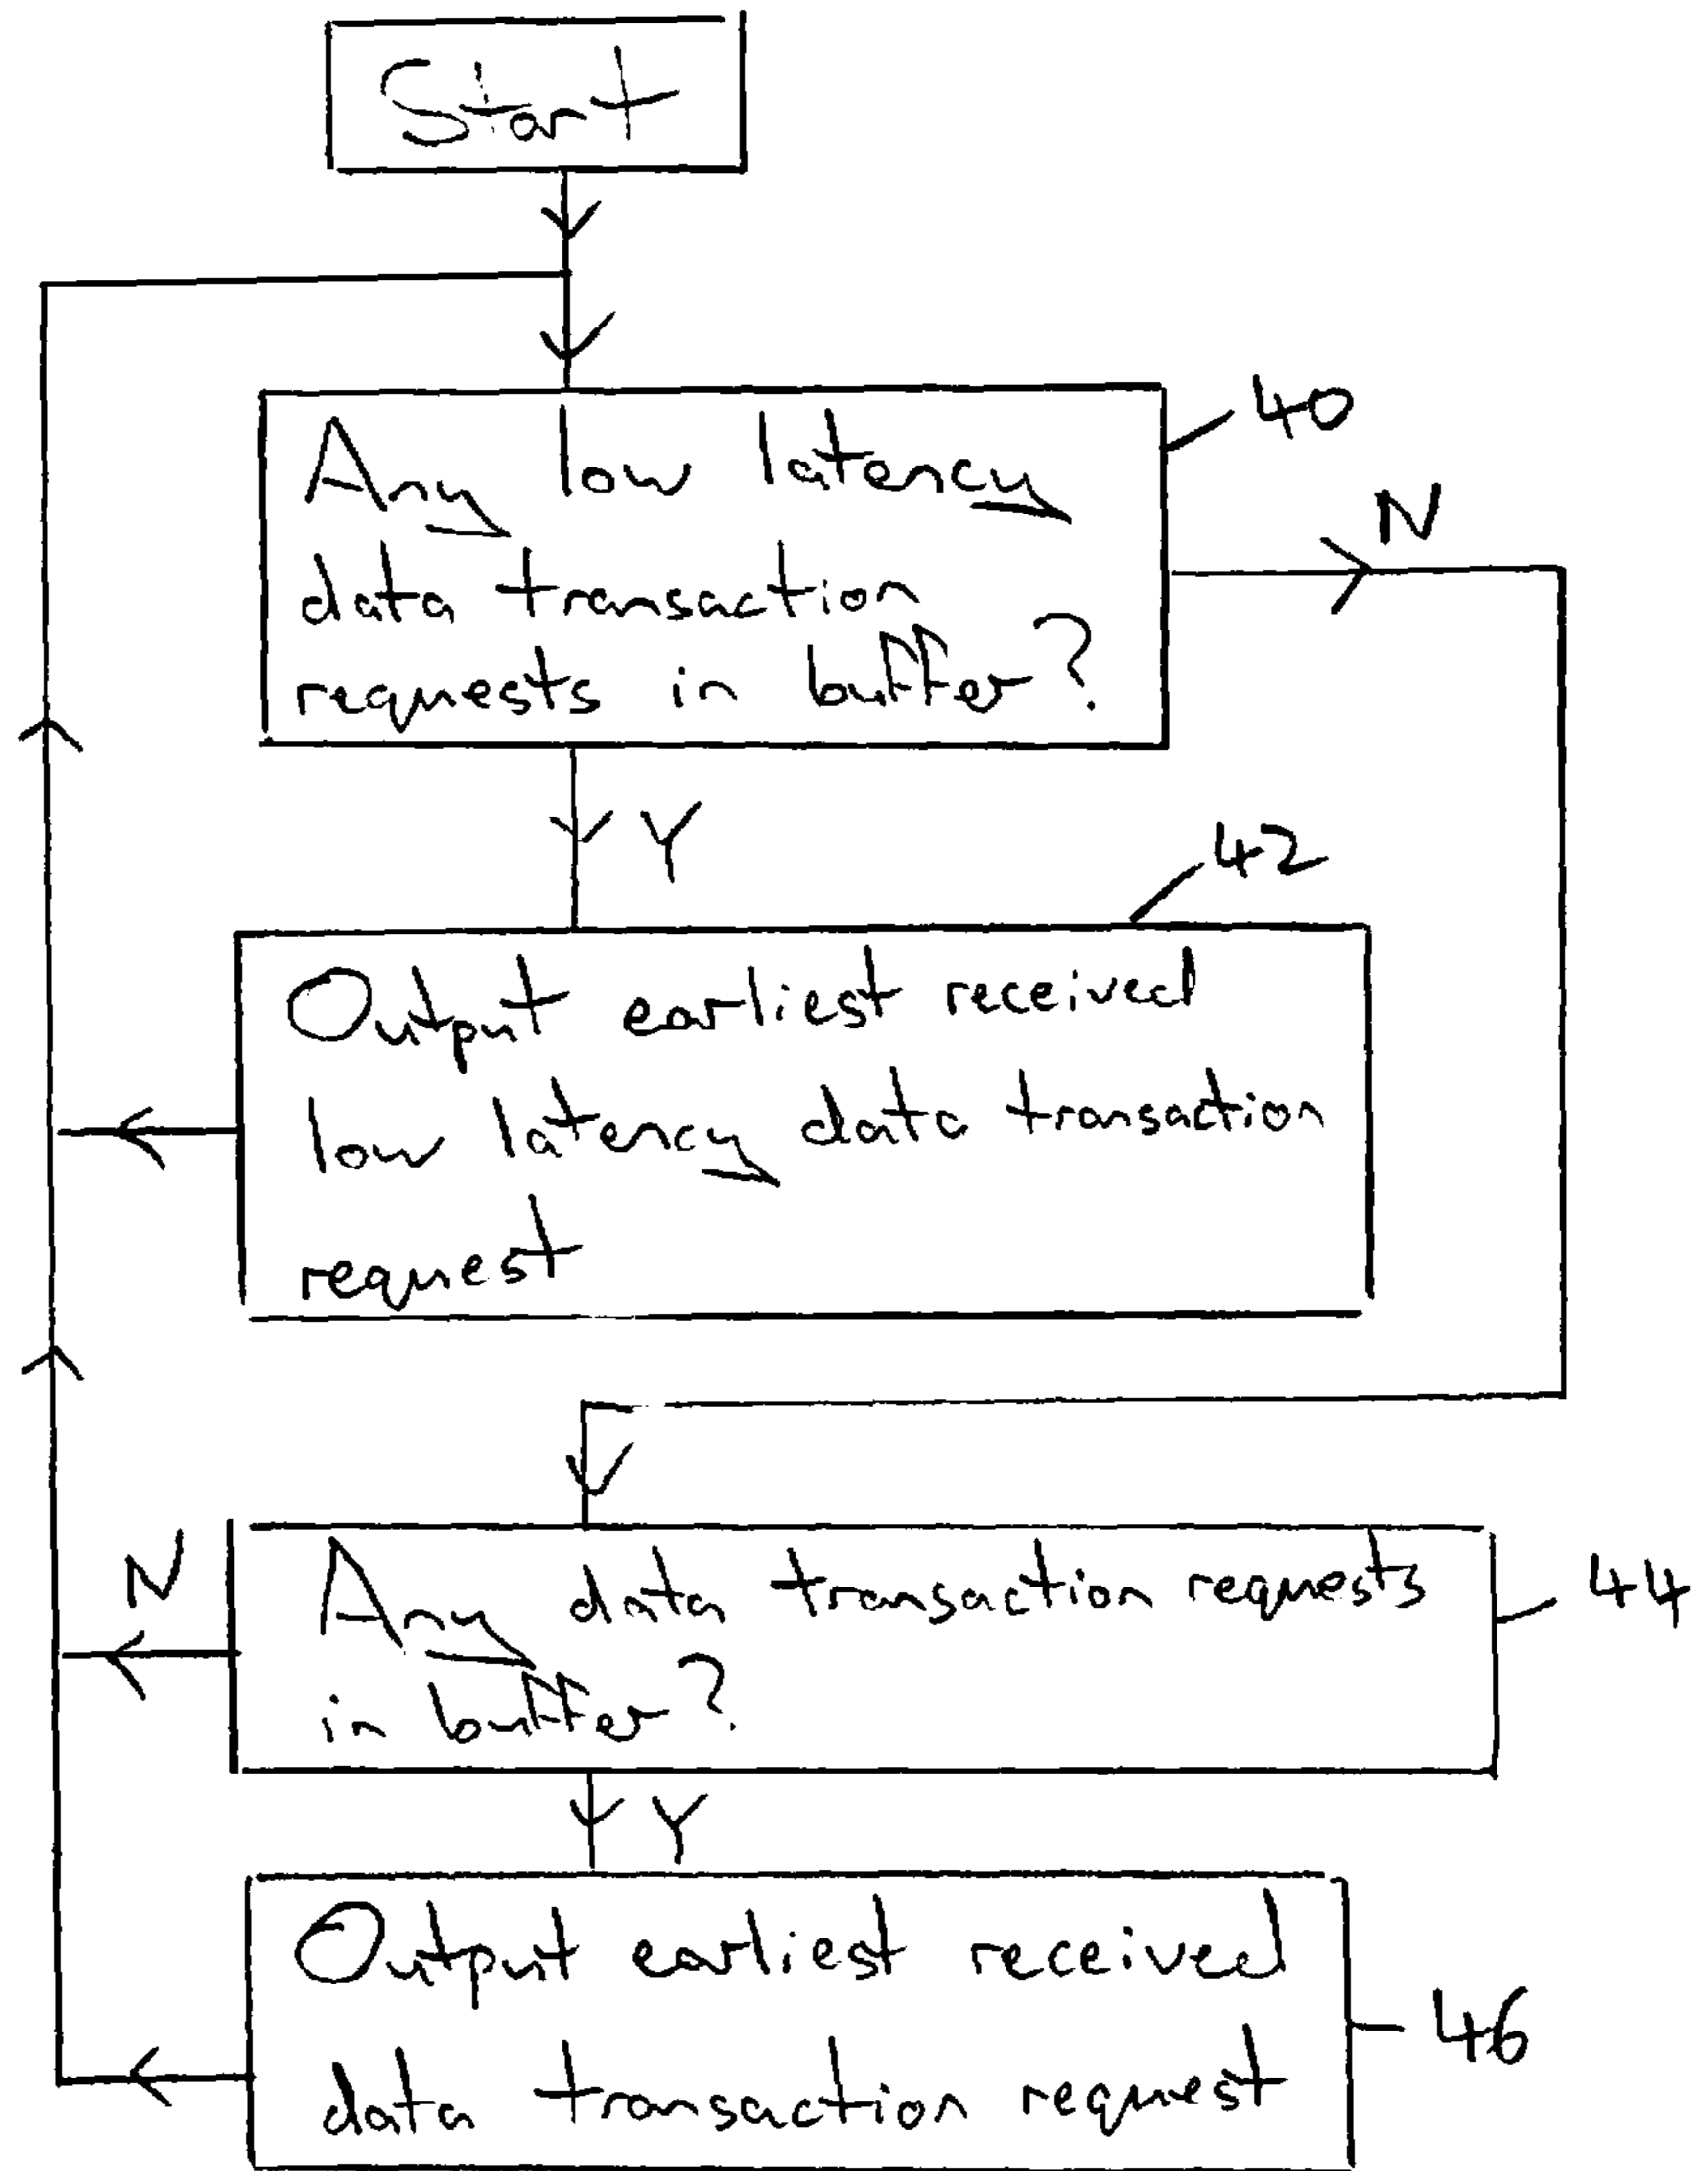 Start
40
Any low latency
data transaction
requests in buffer?
N
Y
42
Output earliest received
low latency data transaction
request
N
Any data transaction requests
in buffer?
44
Y
Output earliest received
data transaction request
46